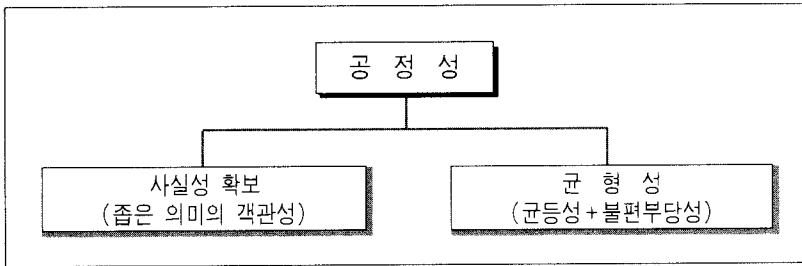 공 정 성
사실성 확보
(좁은 의미의 객관성)
균 형 성
(균등성+불편부당성)